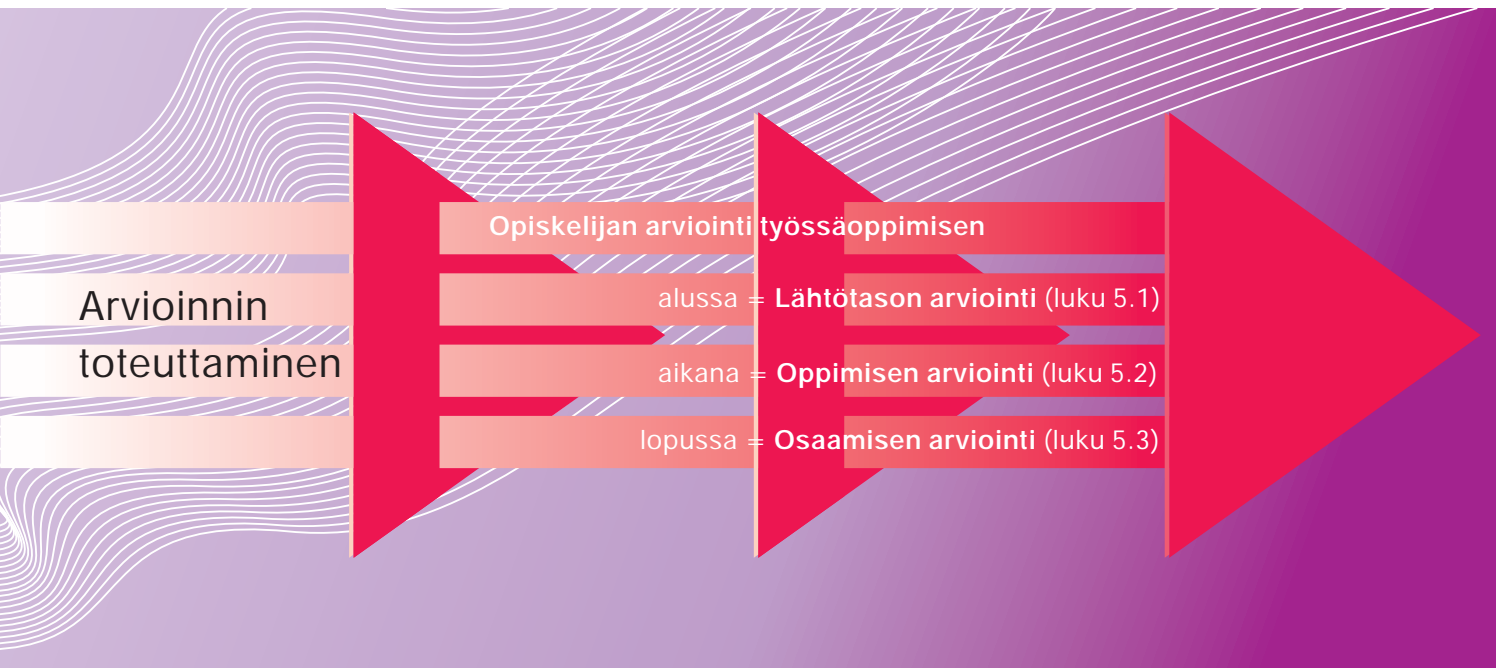 Arvioinnin
toteuttaminen
Opiskelijan arviointi työssäoppimisen
alussa = Lähtötason arviointi (luku 5.1)
aikana = Oppimisen arviointi (luku 5.2)
lopussa = Osaamisen arviointi (luku 5.3)